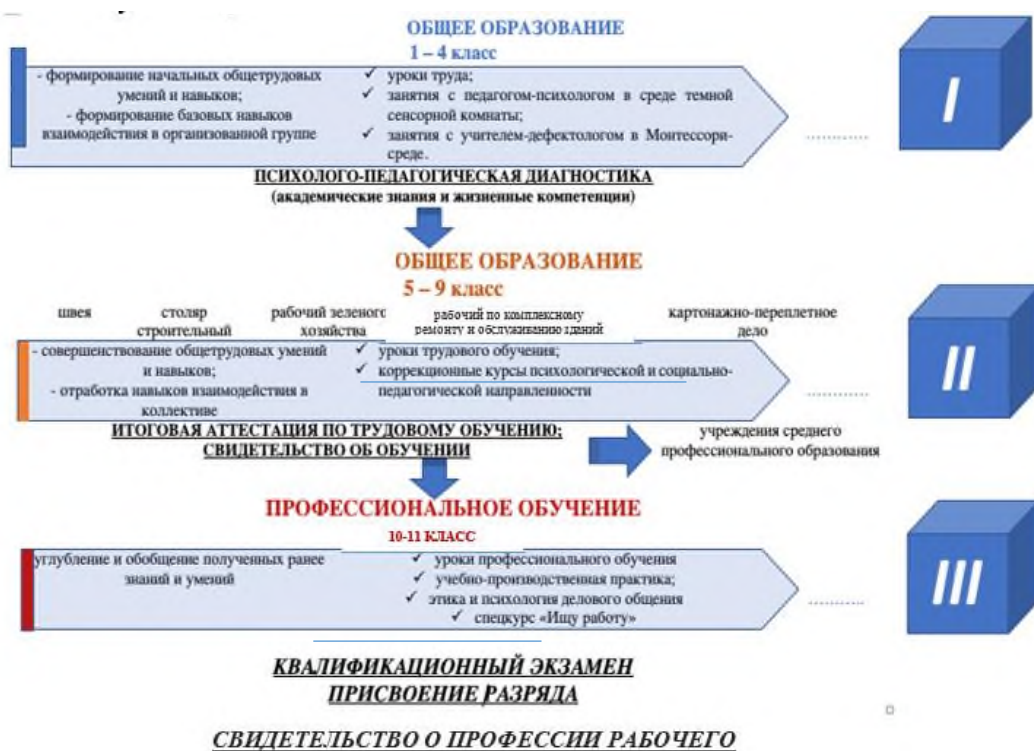 ОБЩЕЕ ОБРАЗОВАНИЕ
1 – 4 класс
- формирование начальных общетрудовых
умений и навыков;
- формирование базовых навыков
взаимодействия в организованной группе
✓ уроки труда;
✓ занятия с педагогом-психологом в среде темной
сенсорной комнаты;
✓ занятия с учителем-дефектологом в Монтессори-
среде.
............
I
ПСИХОЛОГО-ПЕДАГОГИЧЕСКАЯ ДИАГНОСТИКА
(академические знания и жизненные компетенции)
ОБЩЕЕ ОБРАЗОВАНИЕ
5 – 9 класс
швея
столяр
строительный
рабочий зеленого
хозяйства
рабочий по комплексному
ремонту и обслуживанию зданий
картонажно-переплетное
дело
- совершенствование общетрудовых умений
и навыков;
- отработка навыков взаимодействия в
коллективе
✓ уроки трудового обучения;
✓ коррекционные курсы психологической и социально-
педагогической направленности
............
II
ИТОГОВАЯ АТТЕСТАЦИЯ ПО ТРУДОВОМУ ОБУЧЕНИЮ;
СВИДЕТЕЛЬСТВО ОБ ОБУЧЕНИИ
учреждения среднего
профессионального образования
ПРОФЕССИОНАЛЬНОЕ ОБУЧЕНИЕ
10-11 КЛАСС
углубление и обобщение полученных ранее
знаний и умений
✓ уроки профессионального обучения
✓ учебно-производственная практика;
✓ этика и психология делового общения
✓ спецкурс «Ищу работу»
............
III
КВАЛИФИКАЦИОННЫЙ ЭКЗАМЕН
ПРИСВОЕНИЕ РАЗРЯДА
СВИДЕТЕЛЬСТВО О ПРОФЕССИИ РАБОЧЕГО